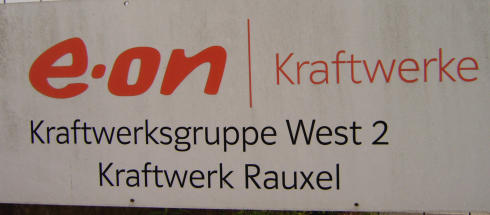 e·on | Kraftwerke
Kraftwerksgruppe West 2
Kraftwerk Rauxel